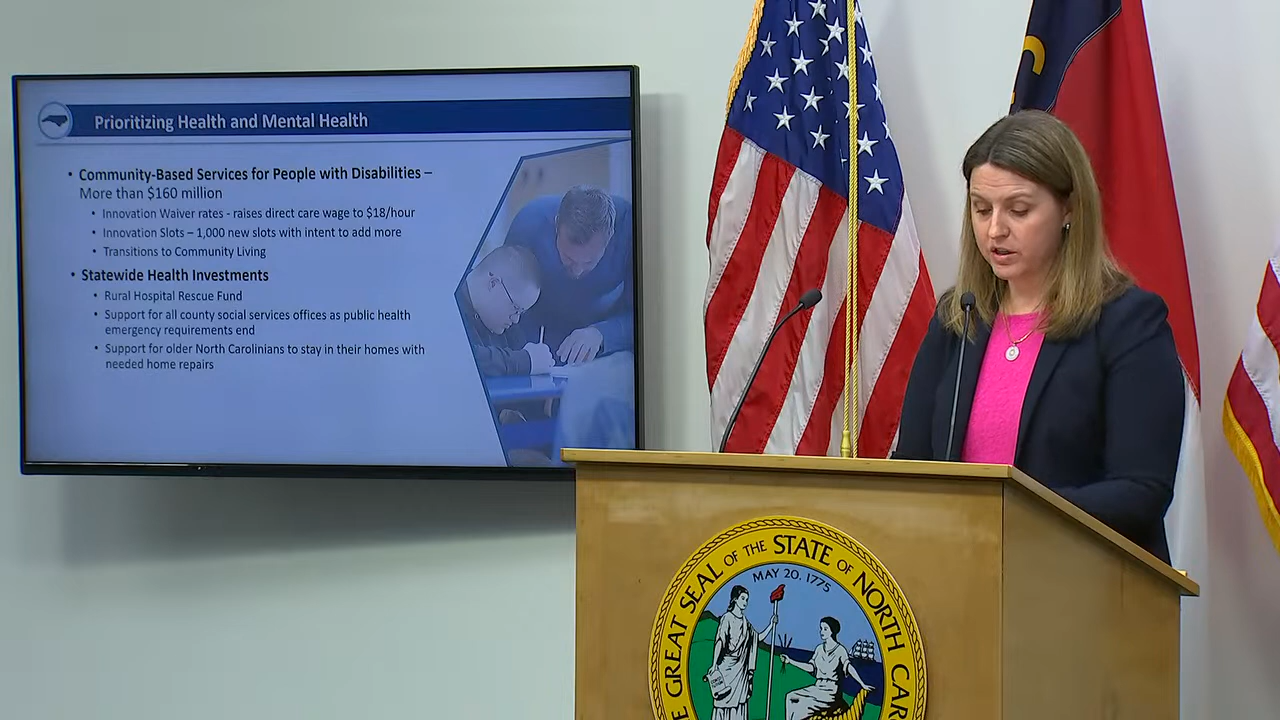 Prioritizing Health and Mental Health
• Community-Based Services for People with Disabilities –
More than $160 million
• Innovation Waiver rates - raises direct care wage to $18/hour
• Innovation Slots – 1,000 new slots with intent to add more
• Transitions to Community Living
• Statewide Health Investments
• Rural Hospital Rescue Fund
• Support for all county social services offices as public health
emergency requirements end
• Support for older North Carolinians to stay in their homes with
needed home repairs
E GREAT SEAL OF THE STATE OF NORTH CAR
MAY 20, 1775